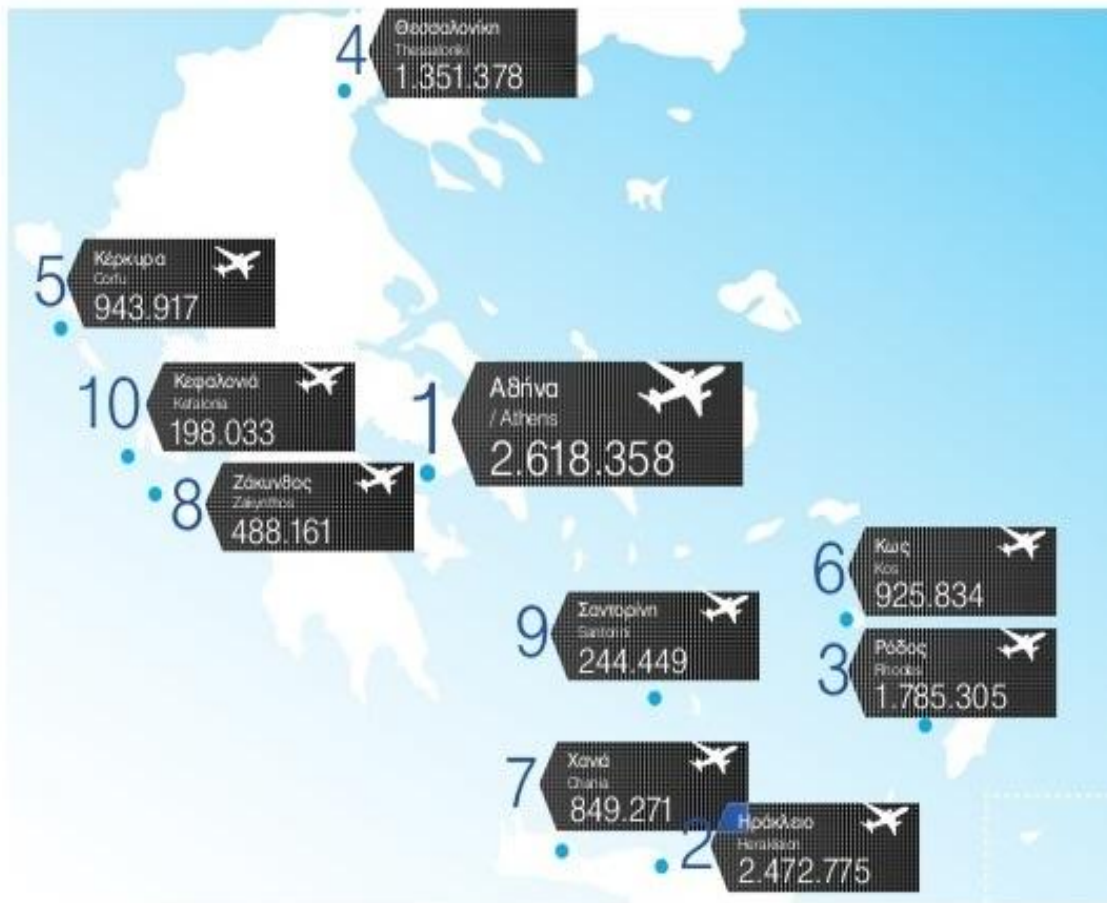 4
Θεσσαλονίκη
Thessaloniki
1.351.378
5
Κέρκυρα
Corfu
943.917
10
Κεφαλονιά
Kefalonia
198.033
1
Αθήνα
/ Athens
2.618.358
8
Ζάκυνθος
Zakynthos
488.161
6
Κως
Kos
925.834
9
Σαντορίνη
Santorini
244.449
3
Ρόδος
Rhodes
1.785.305
7
Χανιά
Chania
849.271
2
Ηράκλειο
Heraklion
2.472.775